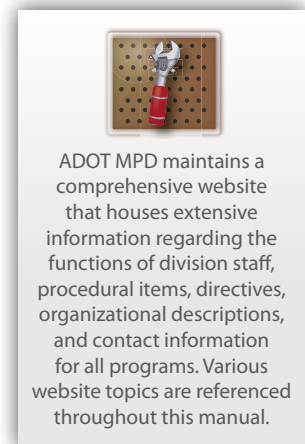 ADOT MPD maintains a
comprehensive website
that houses extensive
information regarding the
functions of division staff,
procedural items, directives,
organizational descriptions,
and contact information
for all programs. Various
website topics are referenced
throughout this manual.